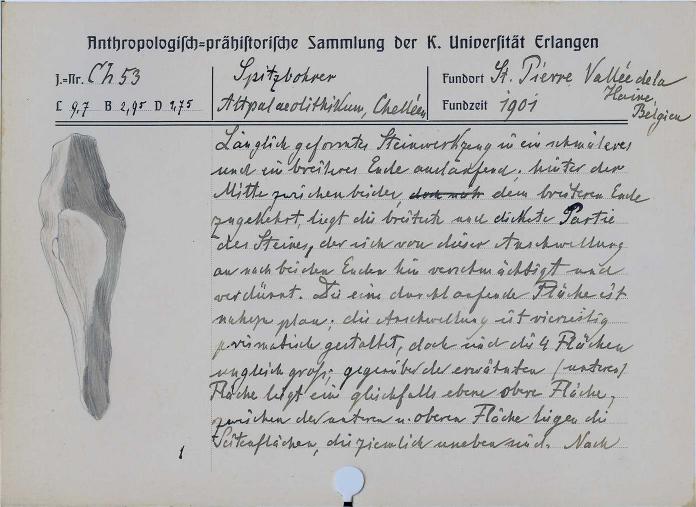 Anthropologisch=prähistorische Sammlung der K. Universität Erlangen
J.=Nr. Ch 53
Spitzbohrer
Fundort St. Pierre Vallée de la Haine, Belgien
L 9,7 B 2,95 D 1,75
Altpalaeolithikum, Chelléen
Fundzeit 1901
Länglich geformtes Steinwerkzeug in ein schmäleres
und ein breiteres Ende auslaufend; hinter der
Mitte zwischen beiden, dem breiteren Ende
zugekehrt, liegt die breiteste und dickste Partie
des Steines, der sich von dieser Anschwellung
an nach beiden Enden hin verschmächtigt und
verdünnt. Die eine durchlaufende Fläche ist
nahezu plan; die Anschwellung ist vierseitig
prismatisch gestaltet, doch sind die 4 Flächen
ungleich gross; gegenüber der erwähnten (unteren)
Fläche liegt eine gleichfalls ebene obere Fläche,
zwischen der unteren u. oberen Fläche liegen die
Seitenflächen, die ziemlich uneben sind. Nach
1